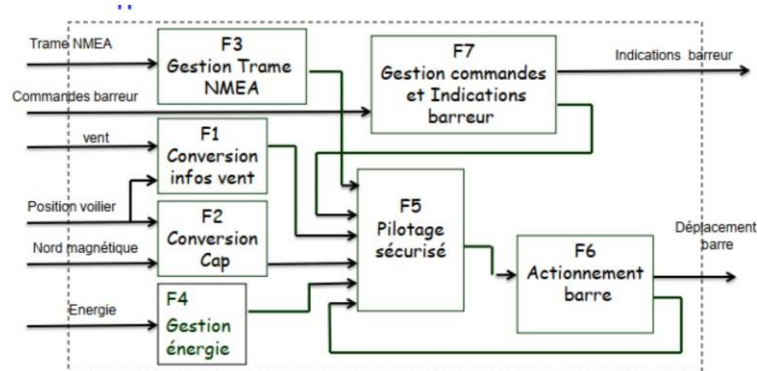 Trame NMEA
F3
Gestion Trame
NMEA
F7
Gestion commandes
et Indications
barreur
Indications barreur
Commandes barreur
vent
F1
Conversion
infos vent
Position voilier
F2
Conversion
Cap
Nord magnétique
F5
Pilotage
sécurisé
F6
Actionnement
barre
Déplacement
barre
Energie
F4
Gestion
énergie